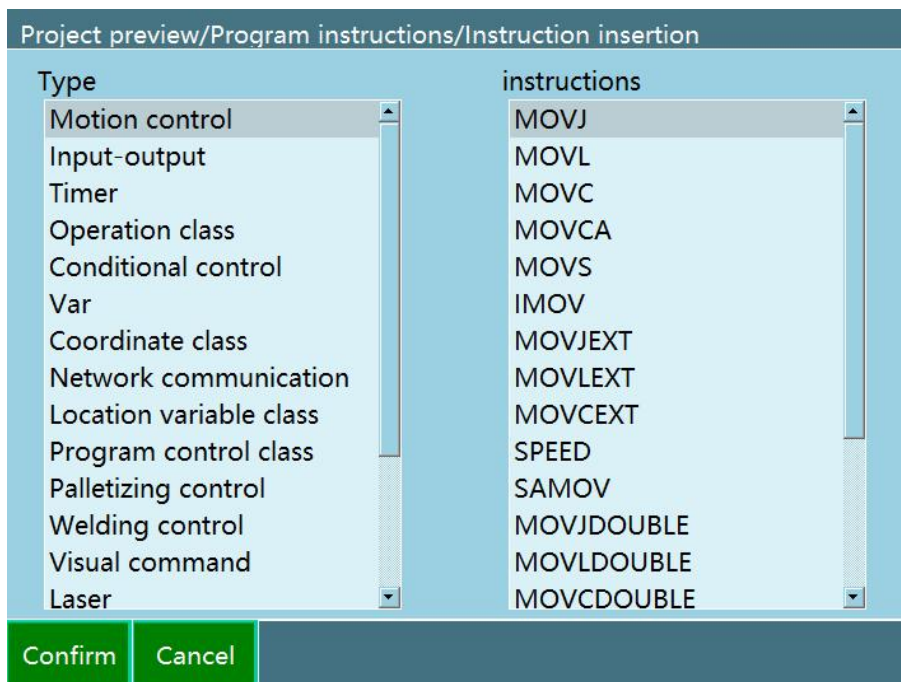 Project preview/Program instructions/Instruction insertion
Type
Motion control
Input-output
Timer
Operation class
Conditional control
Var
Coordinate class
Network communication
Location variable class
Program control class
Palletizing control
Welding control
Visual command
Laser
instructions
MOVJ
MOVL
MOVC
MOVCA
MOVS
IMOV
MOVJEXT
MOVLEXT
MOVCEXT
SPEED
SAMOV
MOVJDOUBLE
MOVLDOUBLE
MOVCDOUBLE
Confirm Cancel